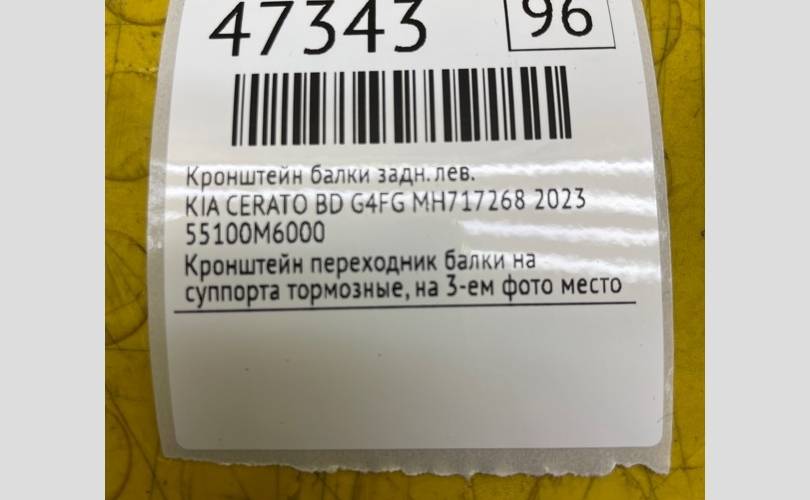 47343
96
Кронштейн балки задн.лев.
KIA CERATO BD G4FG MH717268 2023
55100M6000
Кронштейн переходник балки на
суппорта тормозные, на 3-ем фото место